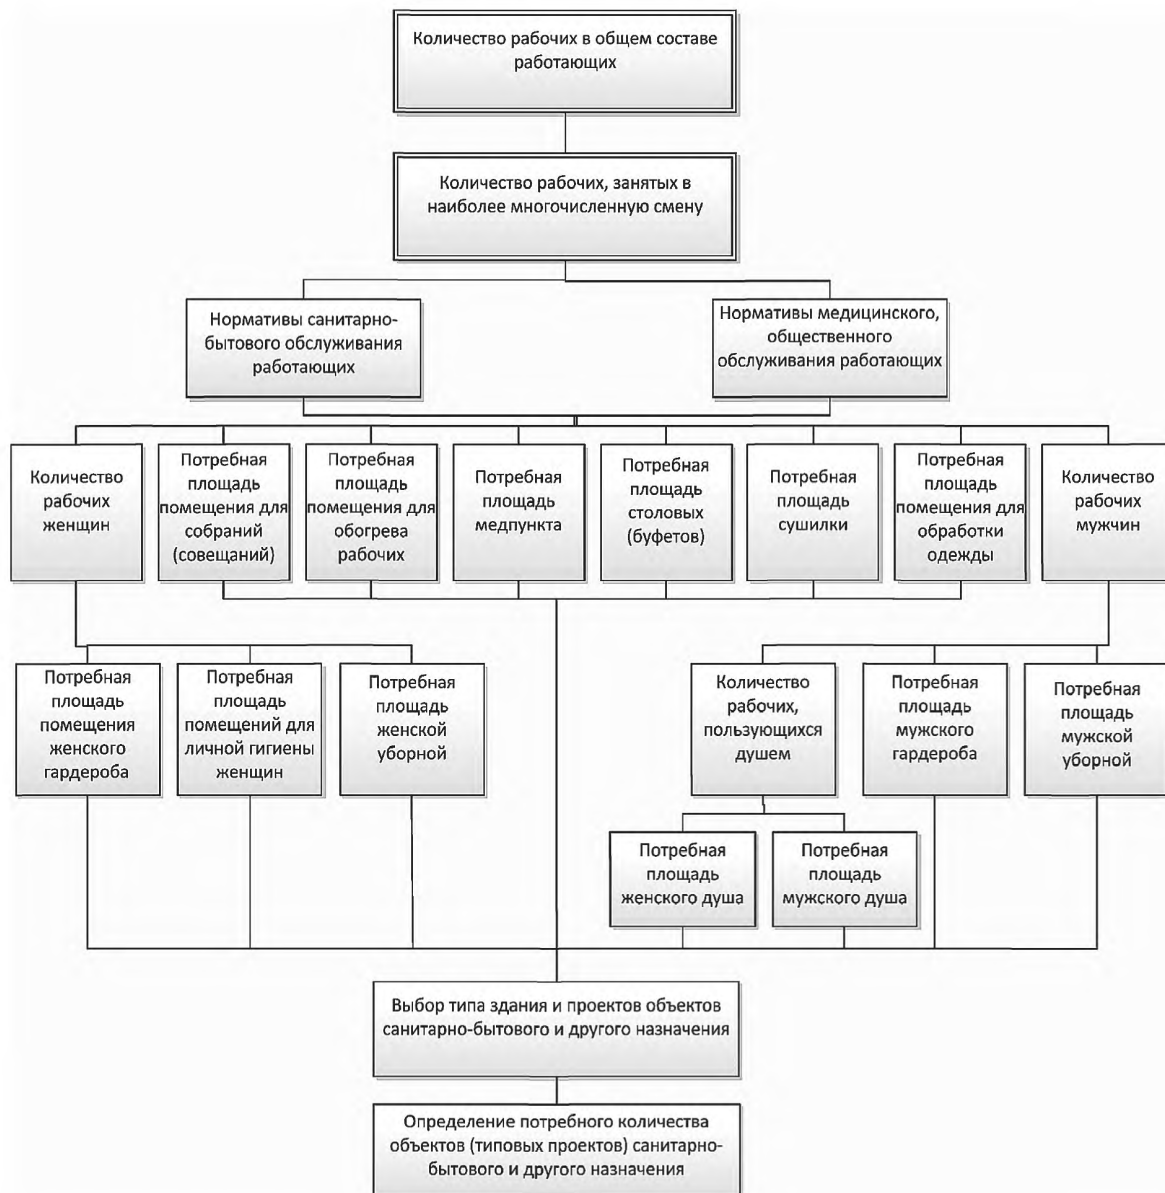 Количество рабочих в общем составе
работающих
Количество рабочих, занятых в
наиболее многочисленную смену
Нормативы санитарно-
бытового обслуживания
работающих
Нормативы медицинского,
общественного
обслуживания работающих
Количество
рабочих
женщин
Потребная
площадь
помещения для
собраний
(совещаний)
Потребная
площадь
помещения для
обогрева
рабочих
Потребная
площадь
медпункта
Потребная
площадь
столовых
(буфетов)
Потребная
площадь
сушилки
Потребная
площадь
помещения для
обработки
одежды
Количество
рабочих
мужчин
Потребная
площадь
помещения
женского
гардероба
Потребная
площадь
помещений для
личной гигиены
женщин
Потребная
площадь
женской
уборной
Количество
рабочих,
пользующихся
душем
Потребная
площадь
мужского
гардероба
Потребная
площадь
мужской
уборной
Потребная
площадь
женского душа
Потребная
площадь
мужского душа
Выбор типа здания и проектов объектов
санитарно-бытового и другого назначения
Определение потребного количества
объектов (типовых проектов) санитарно-
бытового и другого назначения